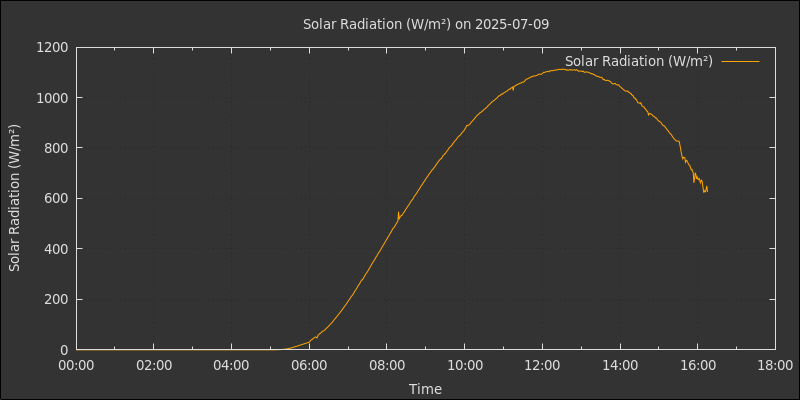 Solar Radiation (W/m²) on 2025-07-09
Solar Radiation (W/m²)
Solar Radiation (W/m²)
1200
1000
800
600
400
200
0
00:00 02:00 04:00 06:00 08:00 10:00 12:00 14:00 16:00 18:00
Time